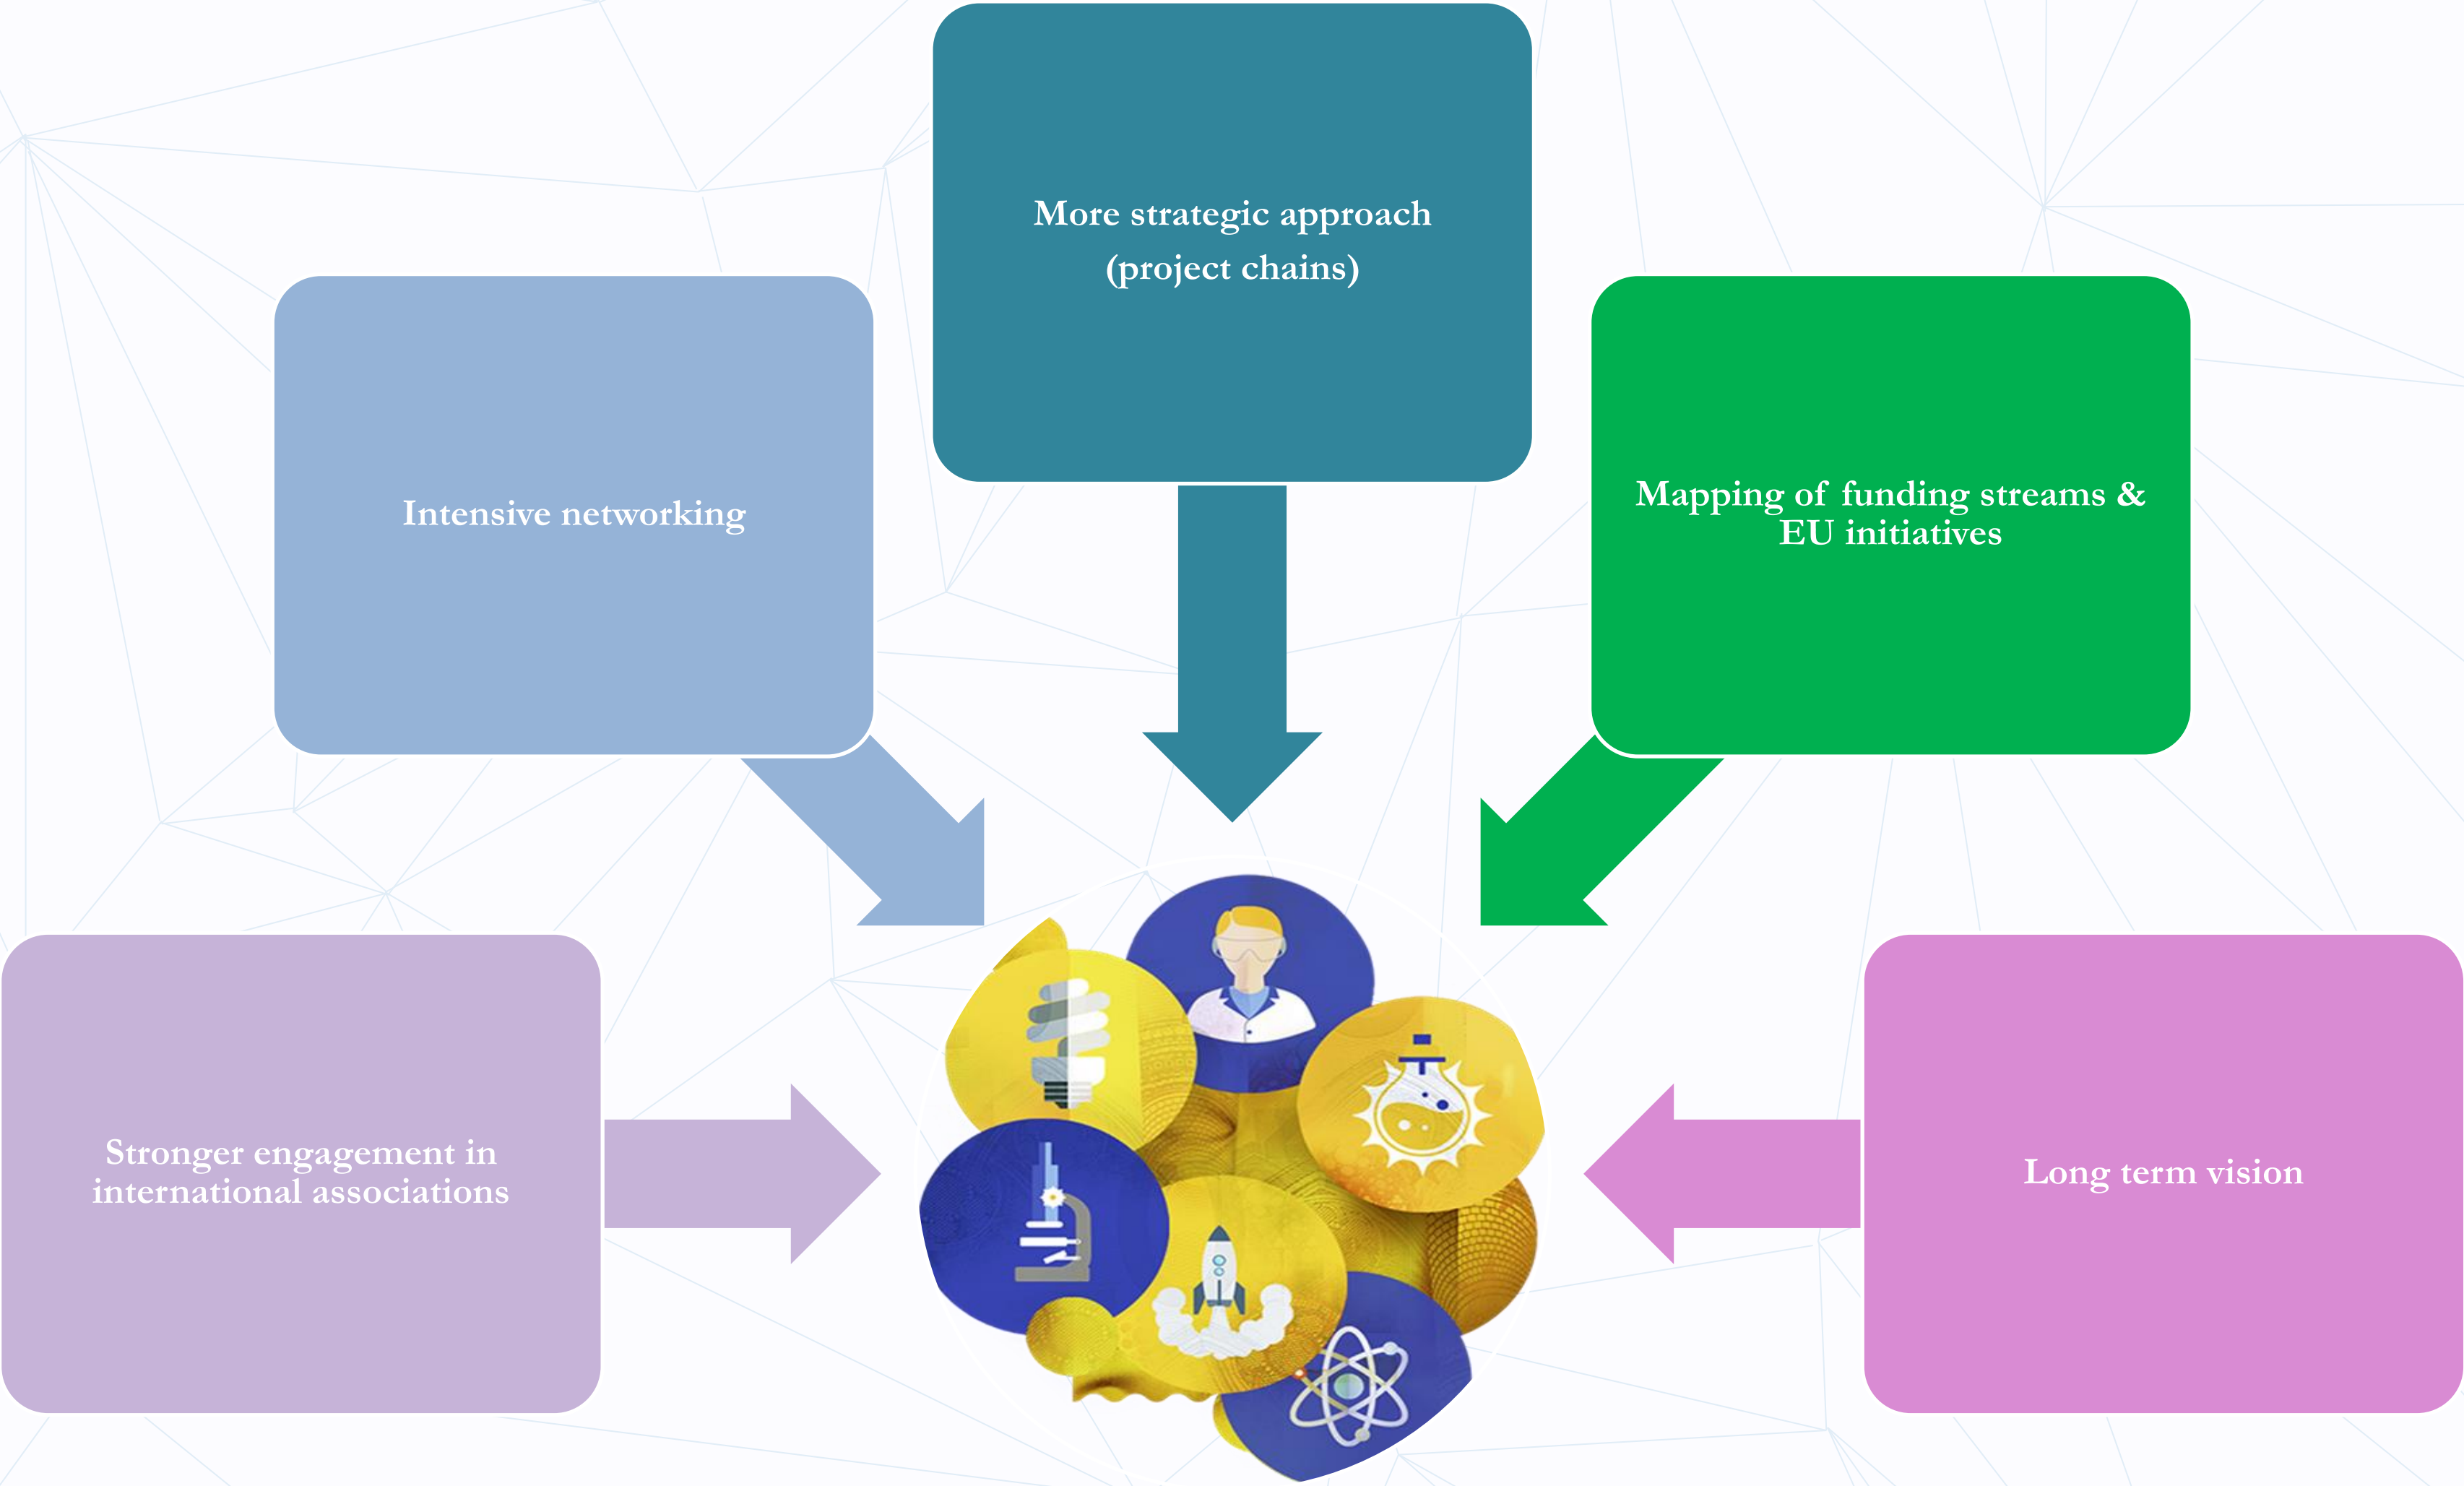 More strategic approach
(project chains)
Intensive networking
Mapping of funding streams &
EU initiatives
Stronger engagement in
international associations
Long term vision